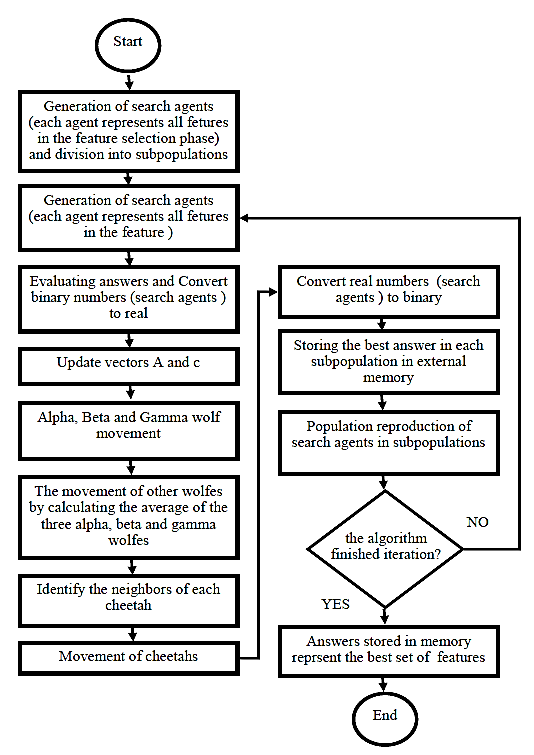 Start
Generation of search agents
(each agent represents all fetures
in the feature selection phase)
and division into subpopulations
Generation of search agents
(each agent represents all fetures
in the feature )
Evaluating answers and Convert
binary numbers (search agents )
to real
Update vectors A and c
Alpha, Beta and Gamma wolf
movement
The movement of other wolfes
by calculating the average of the
three alpha, beta and gamma
wolfes
Identify the neighbors of each
cheetah
Movement of cheetahs
Convert real numbers (search
agents ) to binary
Storing the best answer in each
subpopulation in external
memory
Population reproduction of
search agents in subpopulations
the algorithm
finished iteration?
NO
YES
Answers stored in memory
reprsent the best set of features
End